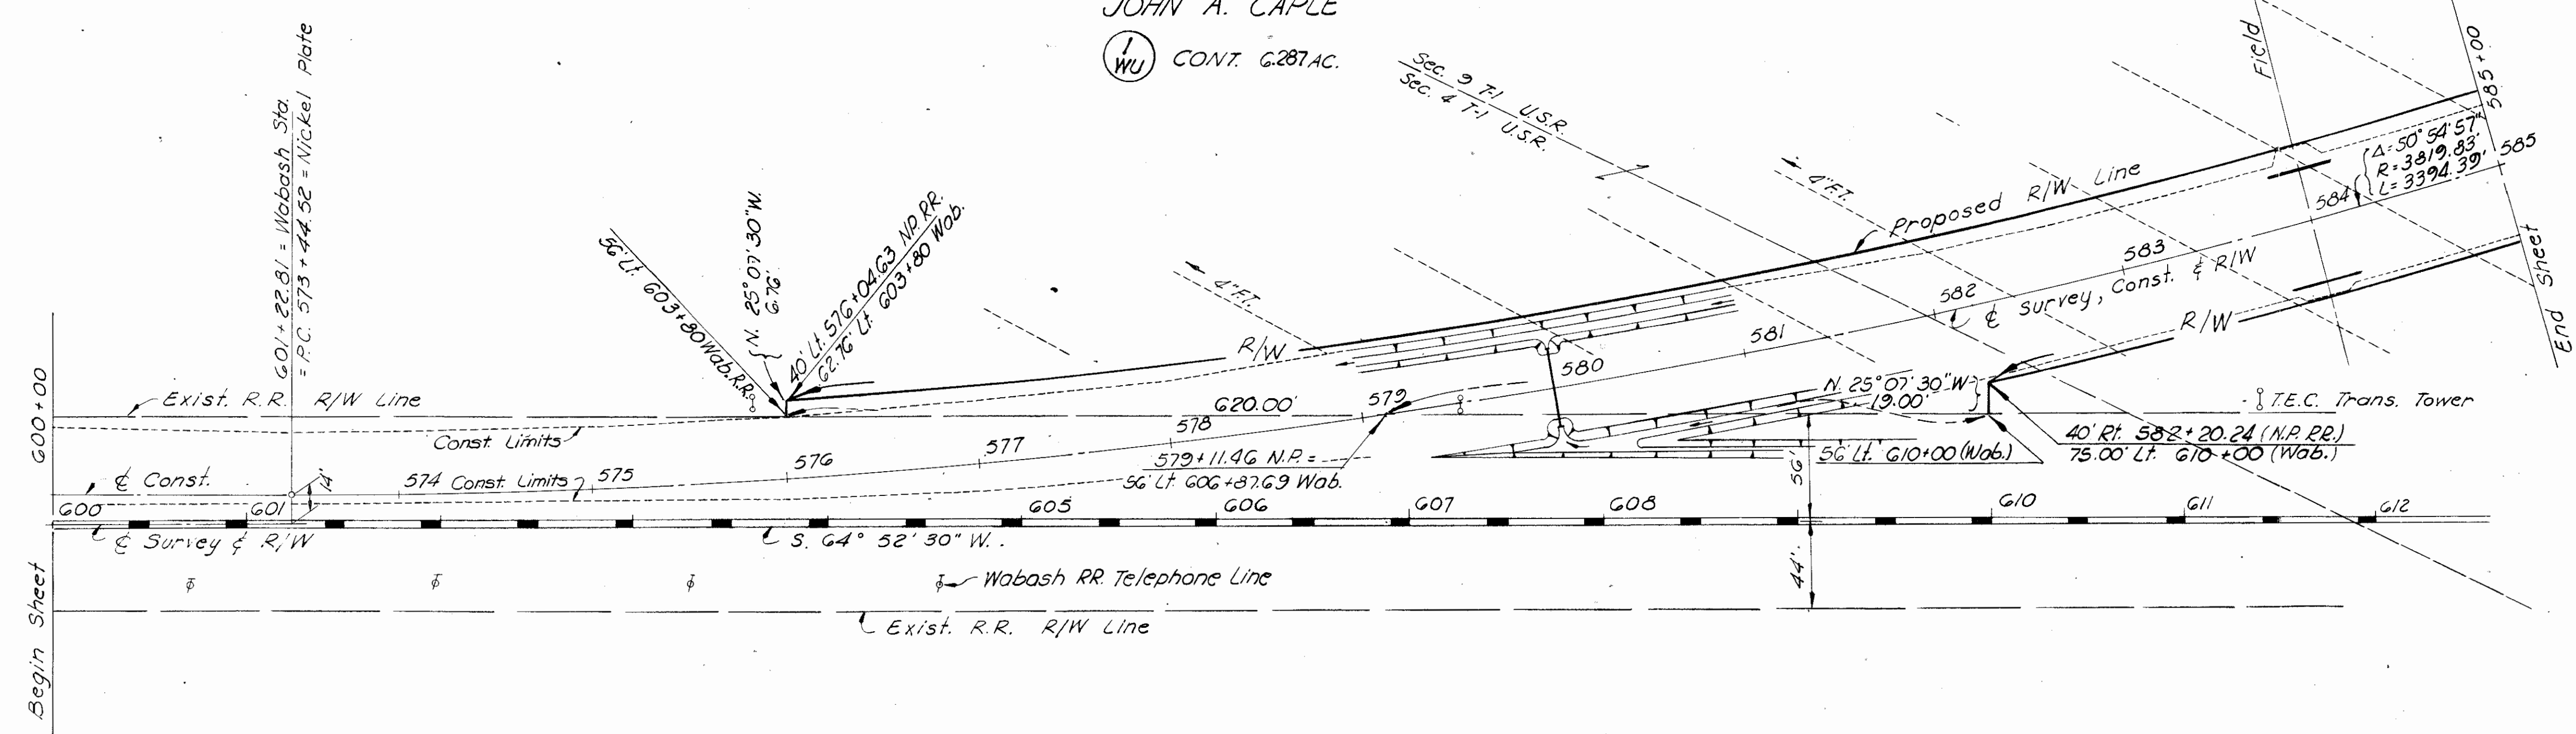 JOHN A. CAPLE
1
WU
CONT. 6.287 AC.
601+22.81 = Wabash Sta.
= P.C. 573+44.52 = Nickel Plate
Sec. 9 T-1 U.S.R.
Sec. 4 T-1 U.S.R.
Field
585+00
Δ=50°54'57"
R=3819.83'
L=3394.39'
585
584
583
582
581
580
579
578
577
576
575
574
4" F.T.
4" F.T.
Proposed R/W Line
₵ Survey, Const. & R/W
R/W
R/W
End Sheet
56' Lt. 603+80 Wab. R.R.
N. 25°07'30"W.
6.76'
40' Lt. 576+04.63 N.P. RR.
62.76' Lt. 603+80 Wab.
600+00
Exist. R.R. R/W Line
620.00'
N. 25°07'30"W
19.00'
T.E.C. Trans. Tower
Const Limits
40' Rt. 582+20.24 (N.P. RR.)
75.00' Lt. 610+00 (Wab.)
56' Lt. 610+00 (Wab.)
579+11.46 N.P. =
56' Lt. 606+87.69 Wab.
₵ Const.
14'
Const Limits
56'
600
601
605
606
607
608
610
611
612
₵ Survey & R/W
S. 64° 52' 30" W.
44'
Wabash RR. Telephone Line
Exist. R.R. R/W Line
Begin Sheet